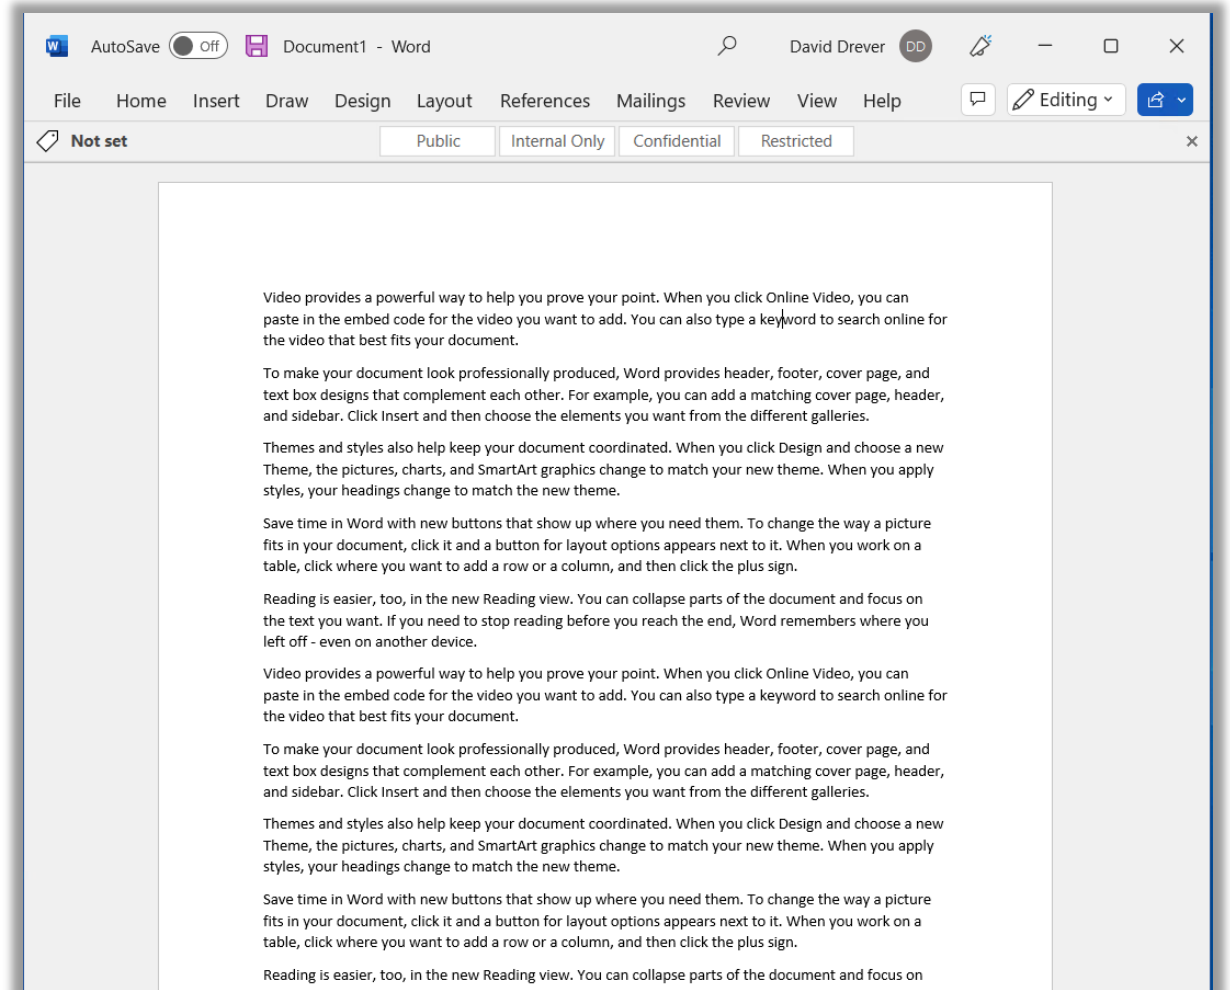 AutoSave Off Document1 - Word David Drever DD
File Home Insert Draw Design Layout References Mailings Review View Help Editing
Not set Public Internal Only Confidential Restricted
Video provides a powerful way to help you prove your point. When you click Online Video, you can
paste in the embed code for the video you want to add. You can also type a keyword to search online for
the video that best fits your document.
To make your document look professionally produced, Word provides header, footer, cover page, and
text box designs that complement each other. For example, you can add a matching cover page, header,
and sidebar. Click Insert and then choose the elements you want from the different galleries.
Themes and styles also help keep your document coordinated. When you click Design and choose a new
Theme, the pictures, charts, and SmartArt graphics change to match your new theme. When you apply
styles, your headings change to match the new theme.
Save time in Word with new buttons that show up where you need them. To change the way a picture
fits in your document, click it and a button for layout options appears next to it. When you work on a
table, click where you want to add a row or a column, and then click the plus sign.
Reading is easier, too, in the new Reading view. You can collapse parts of the document and focus on
the text you want. If you need to stop reading before you reach the end, Word remembers where you
left off - even on another device.
Video provides a powerful way to help you prove your point. When you click Online Video, you can
paste in the embed code for the video you want to add. You can also type a keyword to search online for
the video that best fits your document.
To make your document look professionally produced, Word provides header, footer, cover page, and
text box designs that complement each other. For example, you can add a matching cover page, header,
and sidebar. Click Insert and then choose the elements you want from the different galleries.
Themes and styles also help keep your document coordinated. When you click Design and choose a new
Theme, the pictures, charts, and SmartArt graphics change to match your new theme. When you apply
styles, your headings change to match the new theme.
Save time in Word with new buttons that show up where you need them. To change the way a picture
fits in your document, click it and a button for layout options appears next to it. When you work on a
table, click where you want to add a row or a column, and then click the plus sign.
Reading is easier, too, in the new Reading view. You can collapse parts of the document and focus on